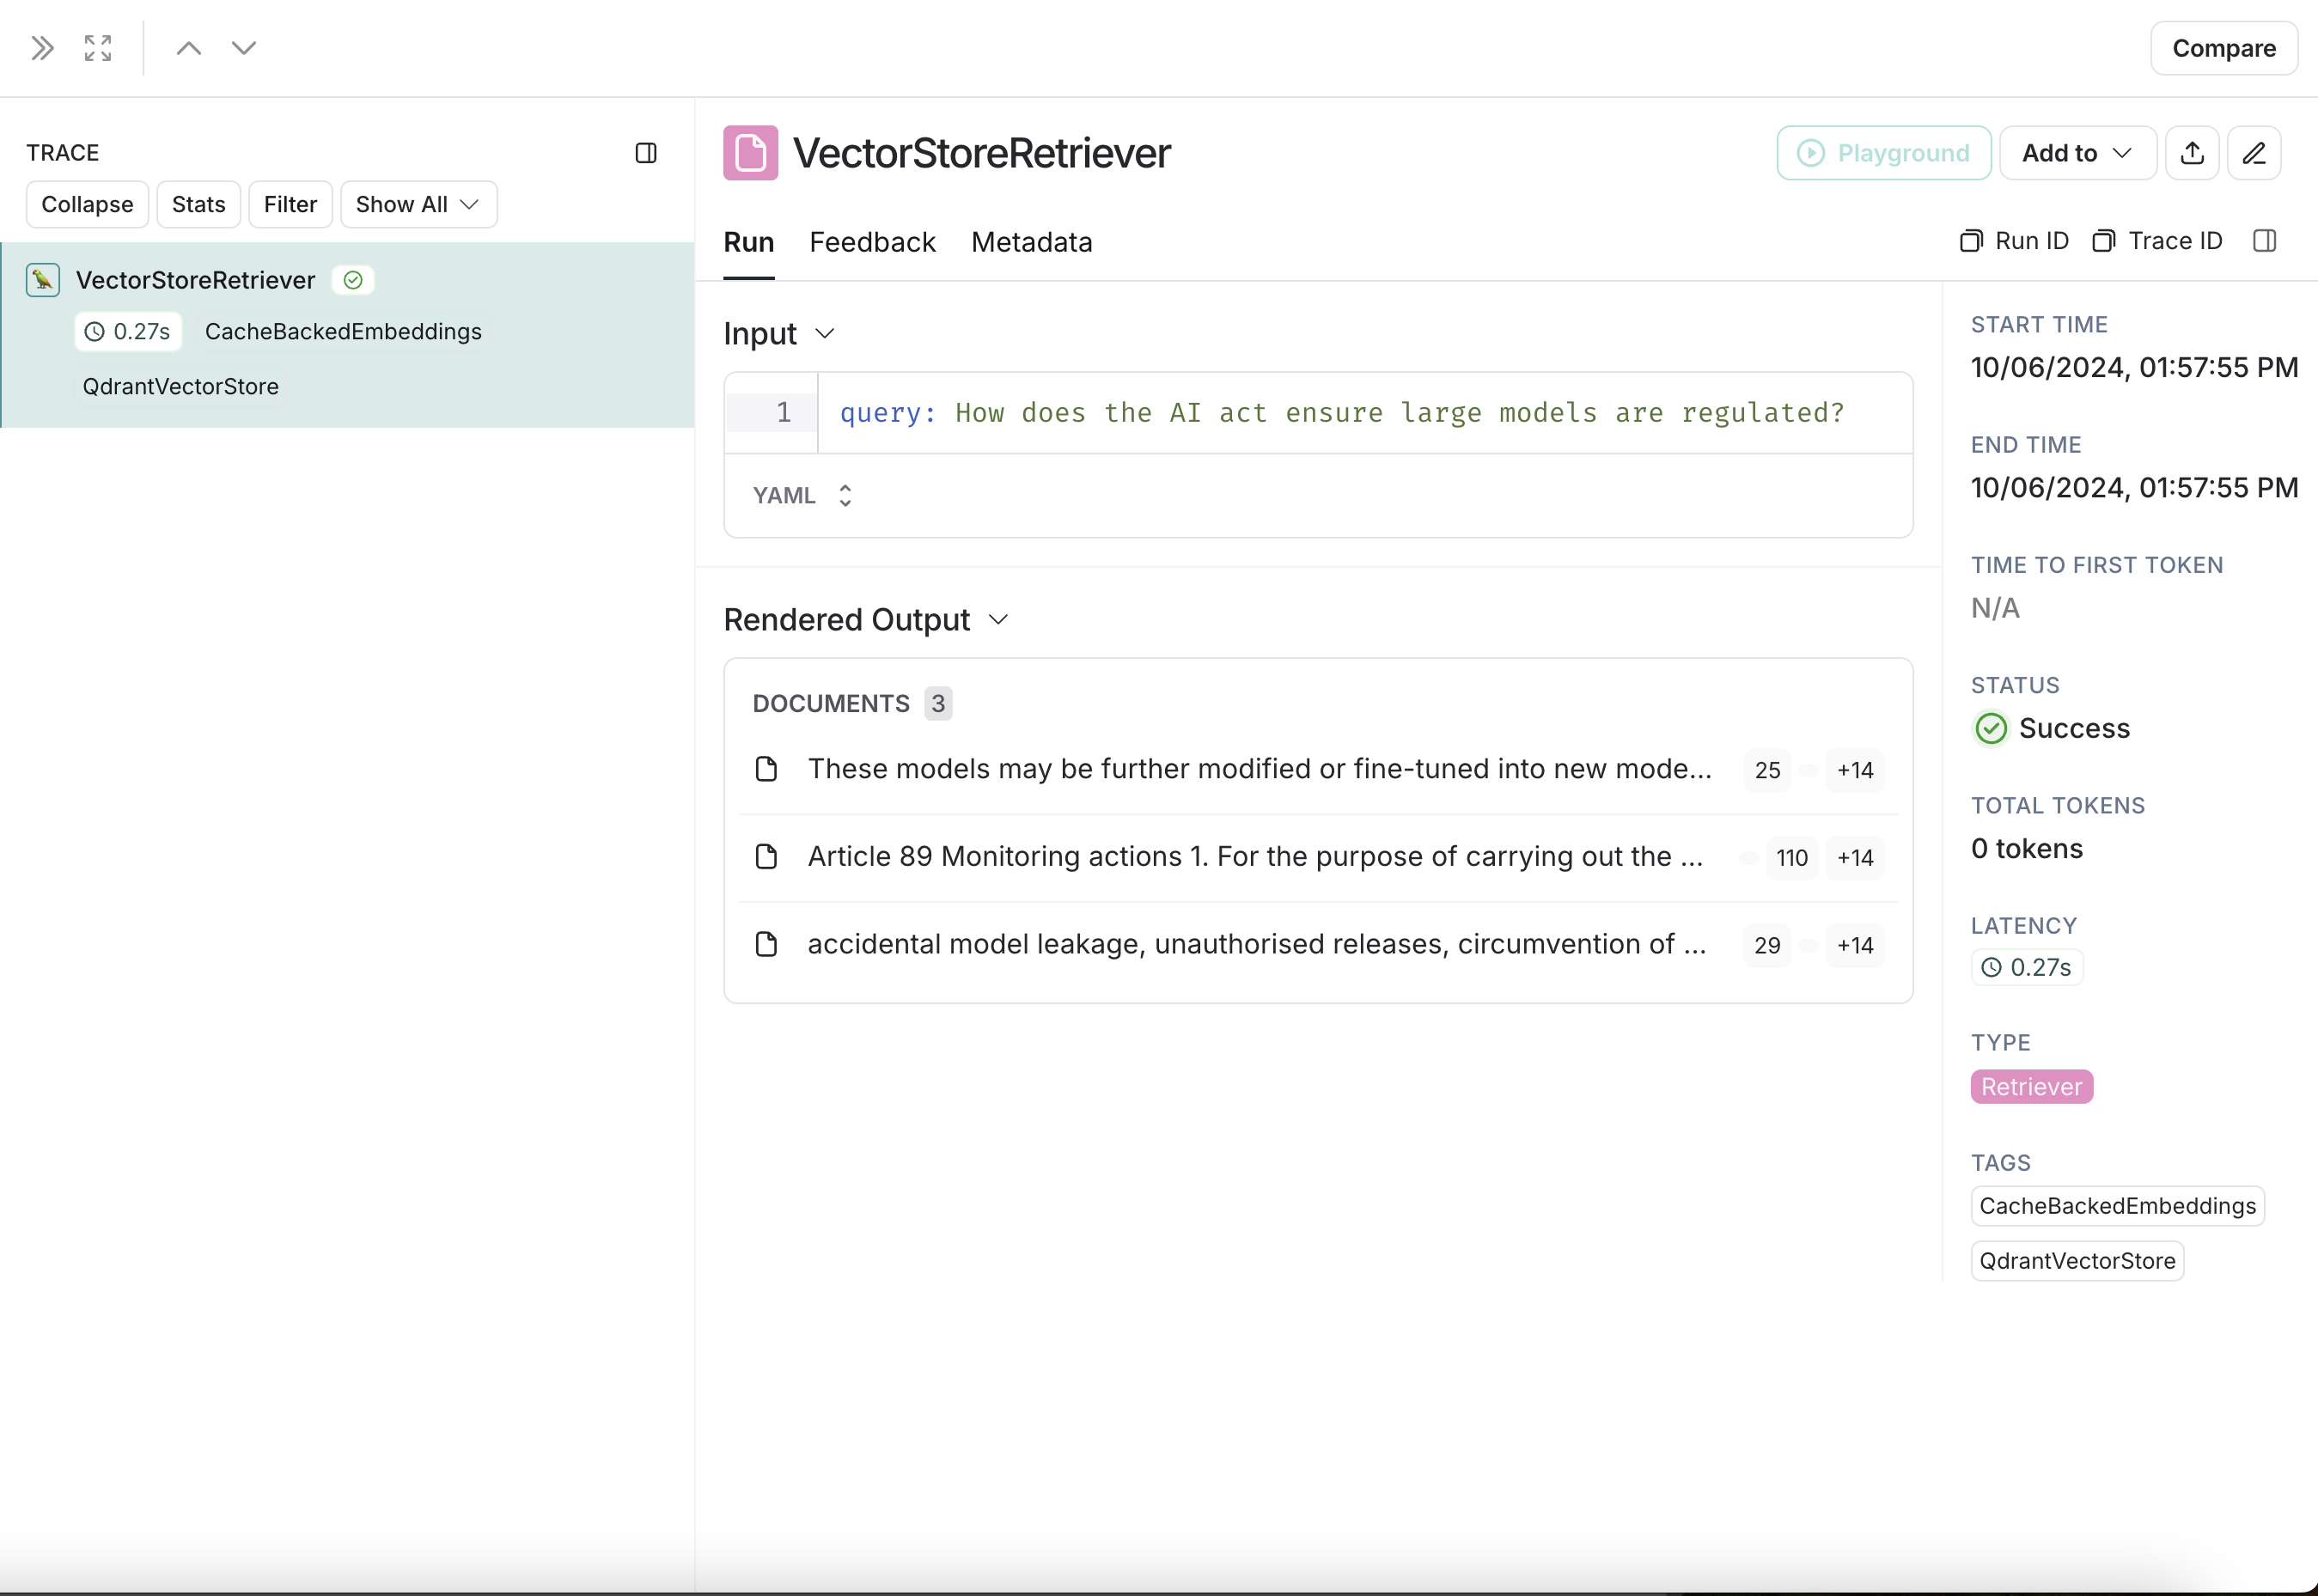 Compare
TRACE
Collapse Stats Filter Show All
VectorStoreRetriever
0.27s CacheBackedEmbeddings
QdrantVectorStore
VectorStoreRetriever
Playground Add to
Run Feedback Metadata
Run ID Trace ID
Input
1 query: How does the AI act ensure large models are regulated?
YAML
Rendered Output
DOCUMENTS 3
These models may be further modified or fine-tuned into new mode... 25 +14
Article 89 Monitoring actions 1. For the purpose of carrying out the ... 110 +14
accidental model leakage, unauthorised releases, circumvention of ... 29 +14
START TIME
10/06/2024, 01:57:55 PM
END TIME
10/06/2024, 01:57:55 PM
TIME TO FIRST TOKEN
N/A
STATUS
Success
TOTAL TOKENS
0 tokens
LATENCY
0.27s
TYPE
Retriever
TAGS
CacheBackedEmbeddings
QdrantVectorStore